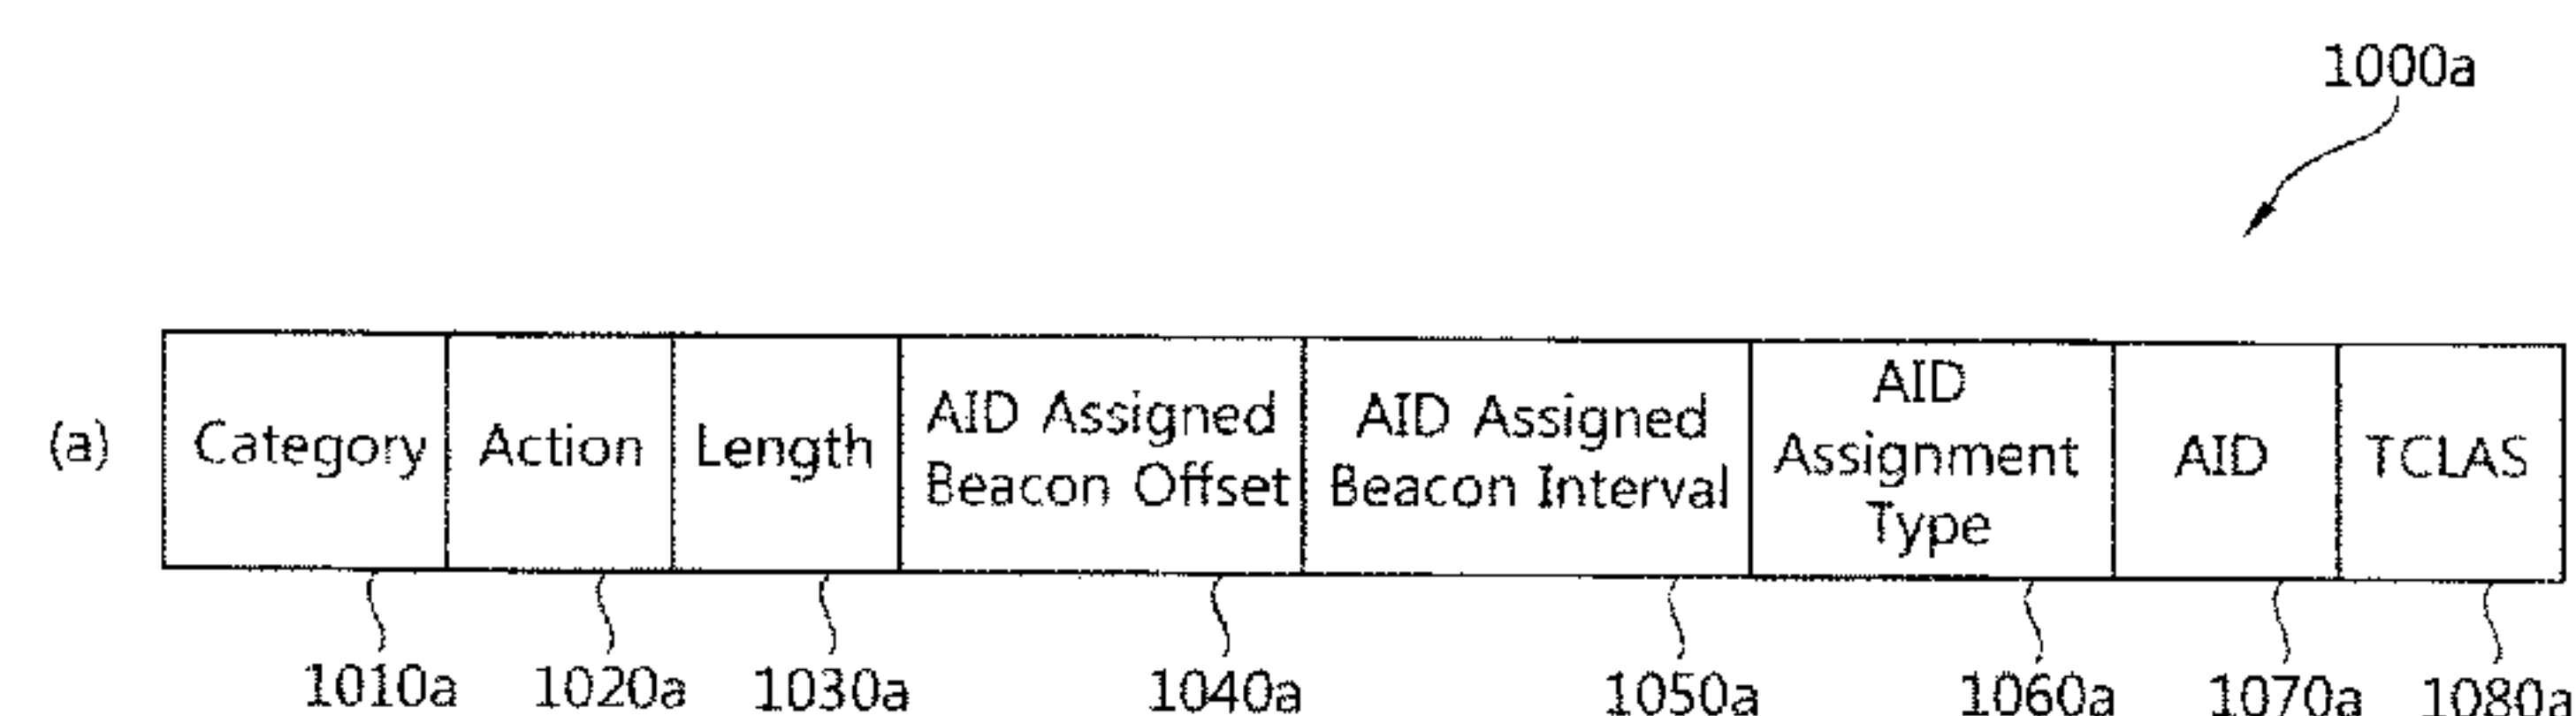 1000a
(a)
Category
Action
Length
AID Assigned
Beacon Offset
AID Assigned
Beacon Interval
AID
Assignment
Type
AID
TCLAS
1010a
1020a
1030a
1040a
1050a
1060a
1070a
1080a